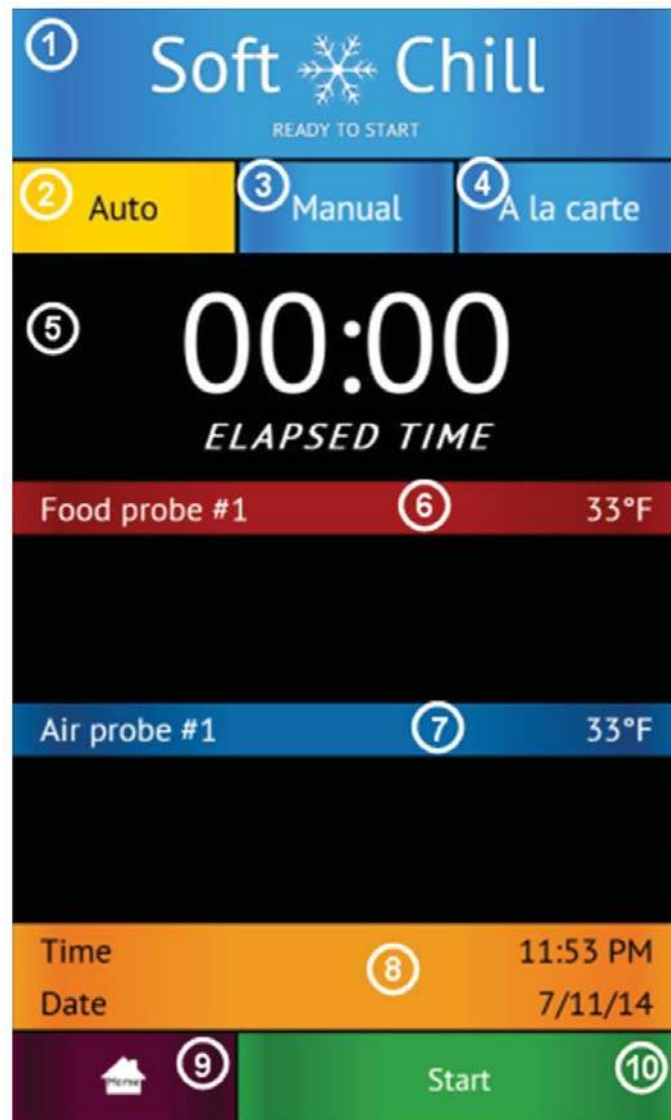 1
Soft Chill
READY TO START
2 Auto 3 Manual 4 A la carte
5
00:00
ELAPSED TIME
Food probe #1 6 33°F
Air probe #1 7 33°F
Time 11:53 PM
8
Date 7/11/14
Home 9 Start 10